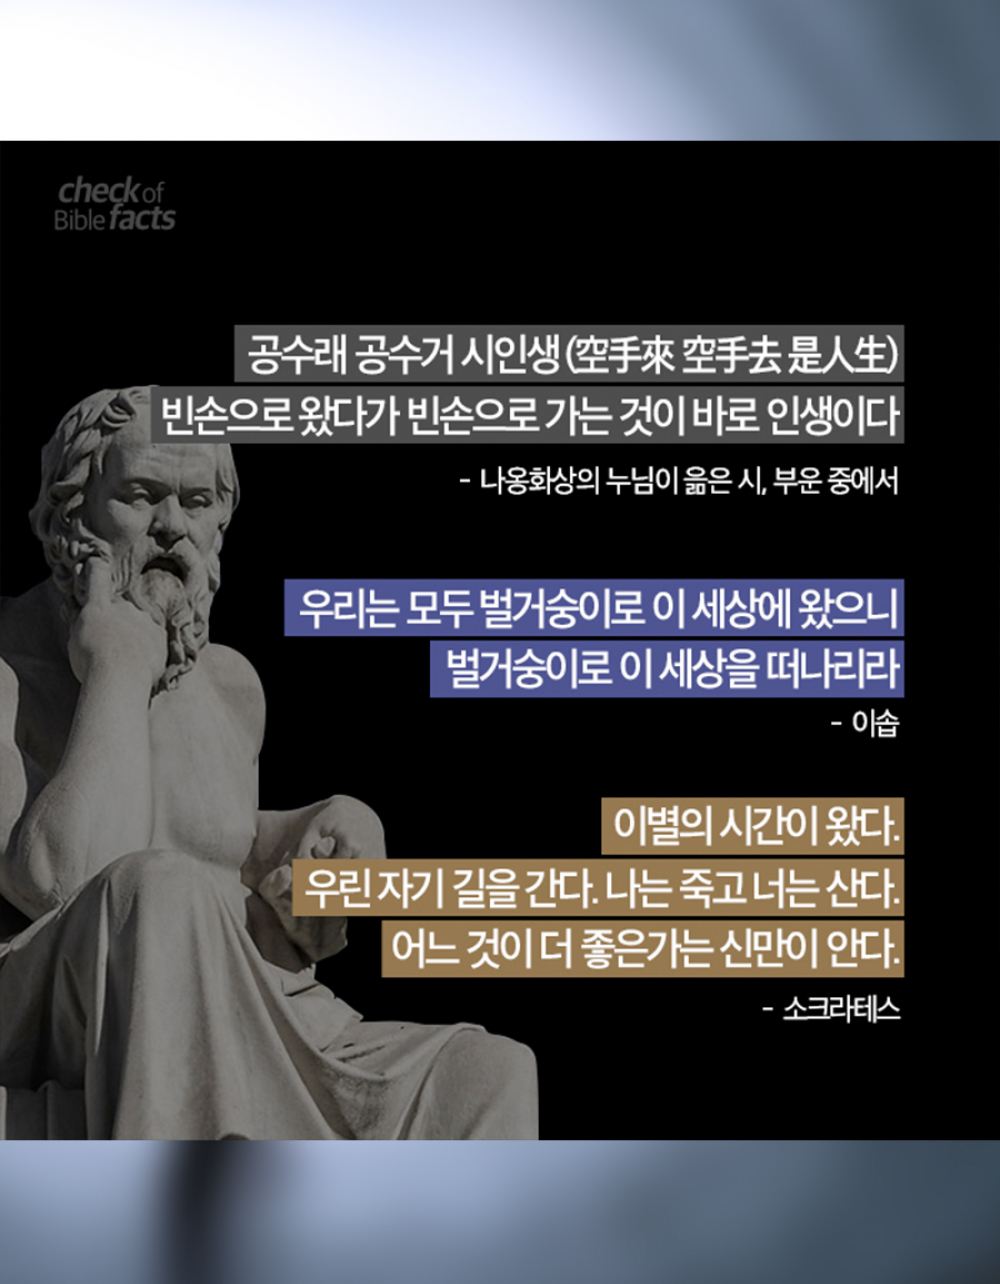 check of
Bible facts
공수래 공수거 시인생 (空手來 空手去 是人生)
빈손으로 왔다가 빈손으로 가는 것이 바로 인생이다
- 나옹화상의 누님이 읊은 시, 부운 중에서
우리는 모두 벌거숭이로 이 세상에 왔으니
벌거숭이로 이 세상을 떠나리라
- 이솝
이별의 시간이 왔다.
우린 자기 길을 간다. 나는 죽고 너는 산다.
어느 것이 더 좋은가는 신만이 안다.
- 소크라테스